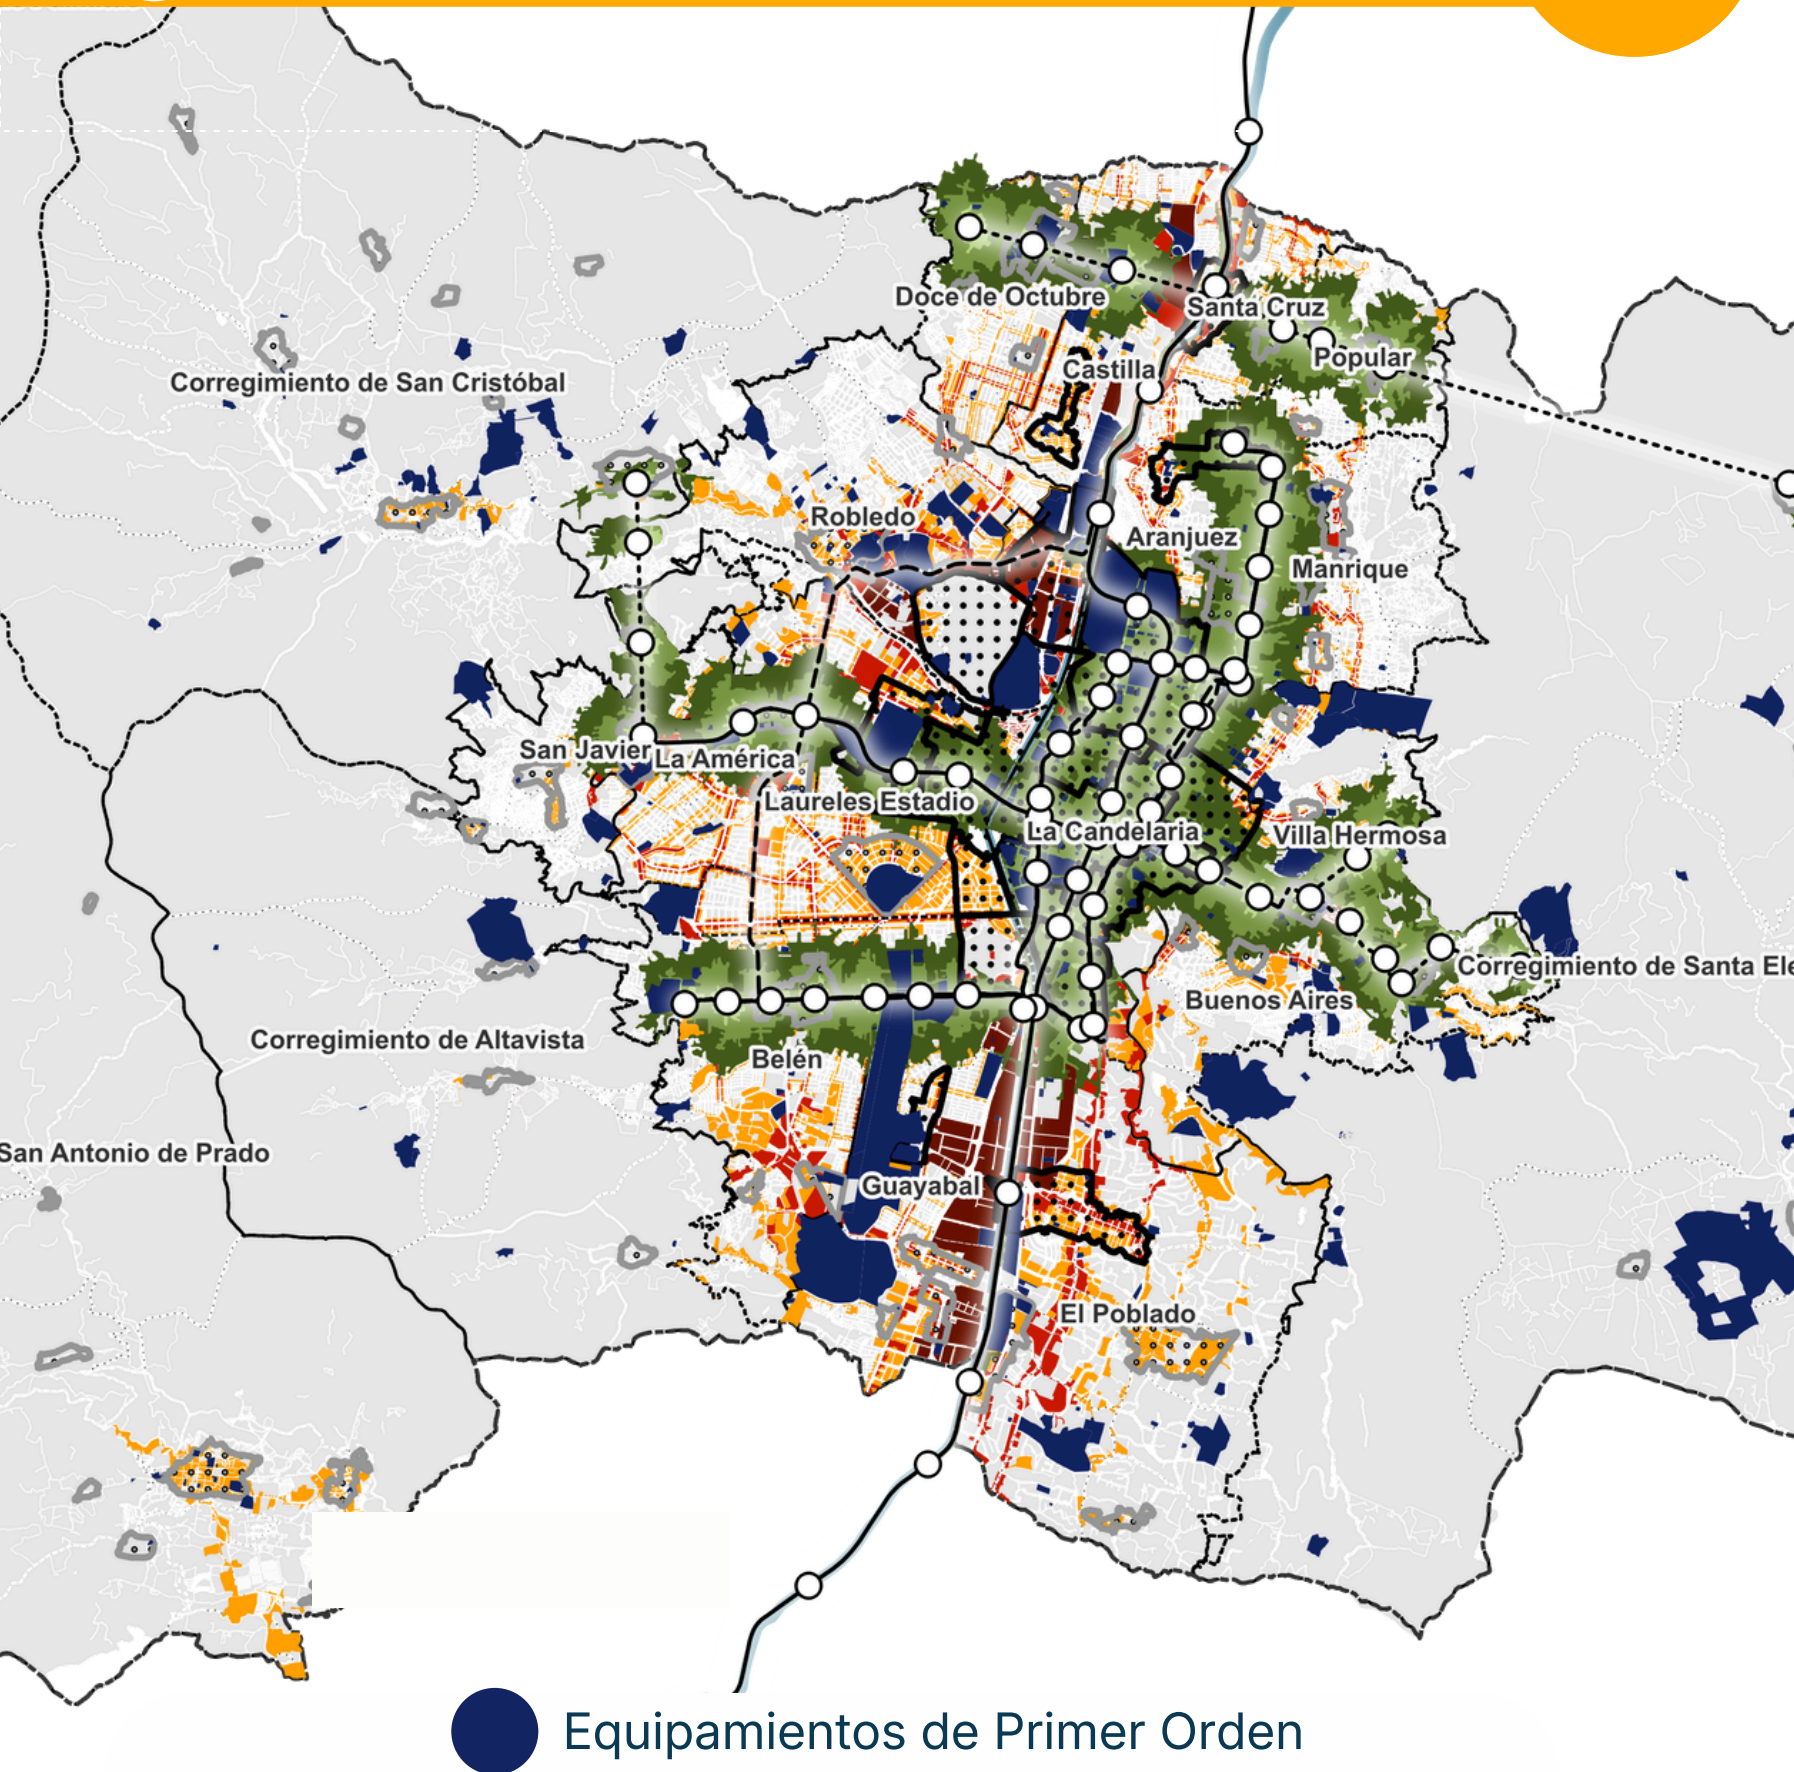 Doce de Octubre
Santa Cruz
Popular
Castilla
Corregimiento de San Cristóbal
Robledo
Aranjuez
Manrique
San Javier
La América
Laureles Estadio
La Candelaria
Villa Hermosa
Corregimiento de Santa Ele
Buenos Aires
Corregimiento de Altavista
Belén
San Antonio de Prado
Guayabal
El Poblado
Equipamientos de Primer Orden